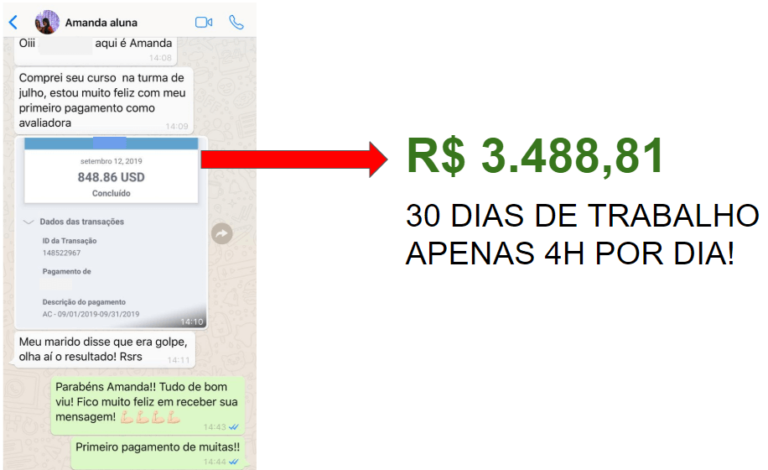 Amanda aluna
Oiii aqui é Amanda
14:08
Comprei seu curso na turma de
julho, estou muito feliz com meu
primeiro pagamento como
avaliadora
14:09
setembro 12, 2019
848.86 USD
Concluído
Dados das transações
ID da Transação
148522967
Pagamento de
Descrição do pagamento
AC - 09/01/2019-09/31/2019
14:10
Meu marido disse que era golpe,
olha aí o resultado! Rsrs
14:11
Parabéns Amanda!! Tudo de bom
viu! Fico muito feliz em receber sua
mensagem! 💪🏻💪🏻💪🏻💪🏻
14:43
Primeiro pagamento de muitas!!
14:44
R$ 3.488,81
30 DIAS DE TRABALHO
APENAS 4H POR DIA!